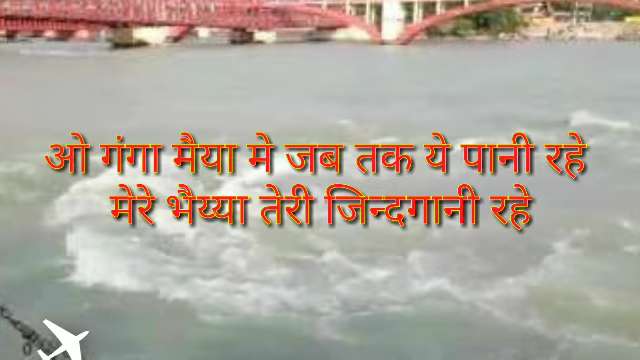 ओ गंगा मैया मे जब तक ये पानी रहे
मेरे भैय्या तेरी जिन्दगानी रहे